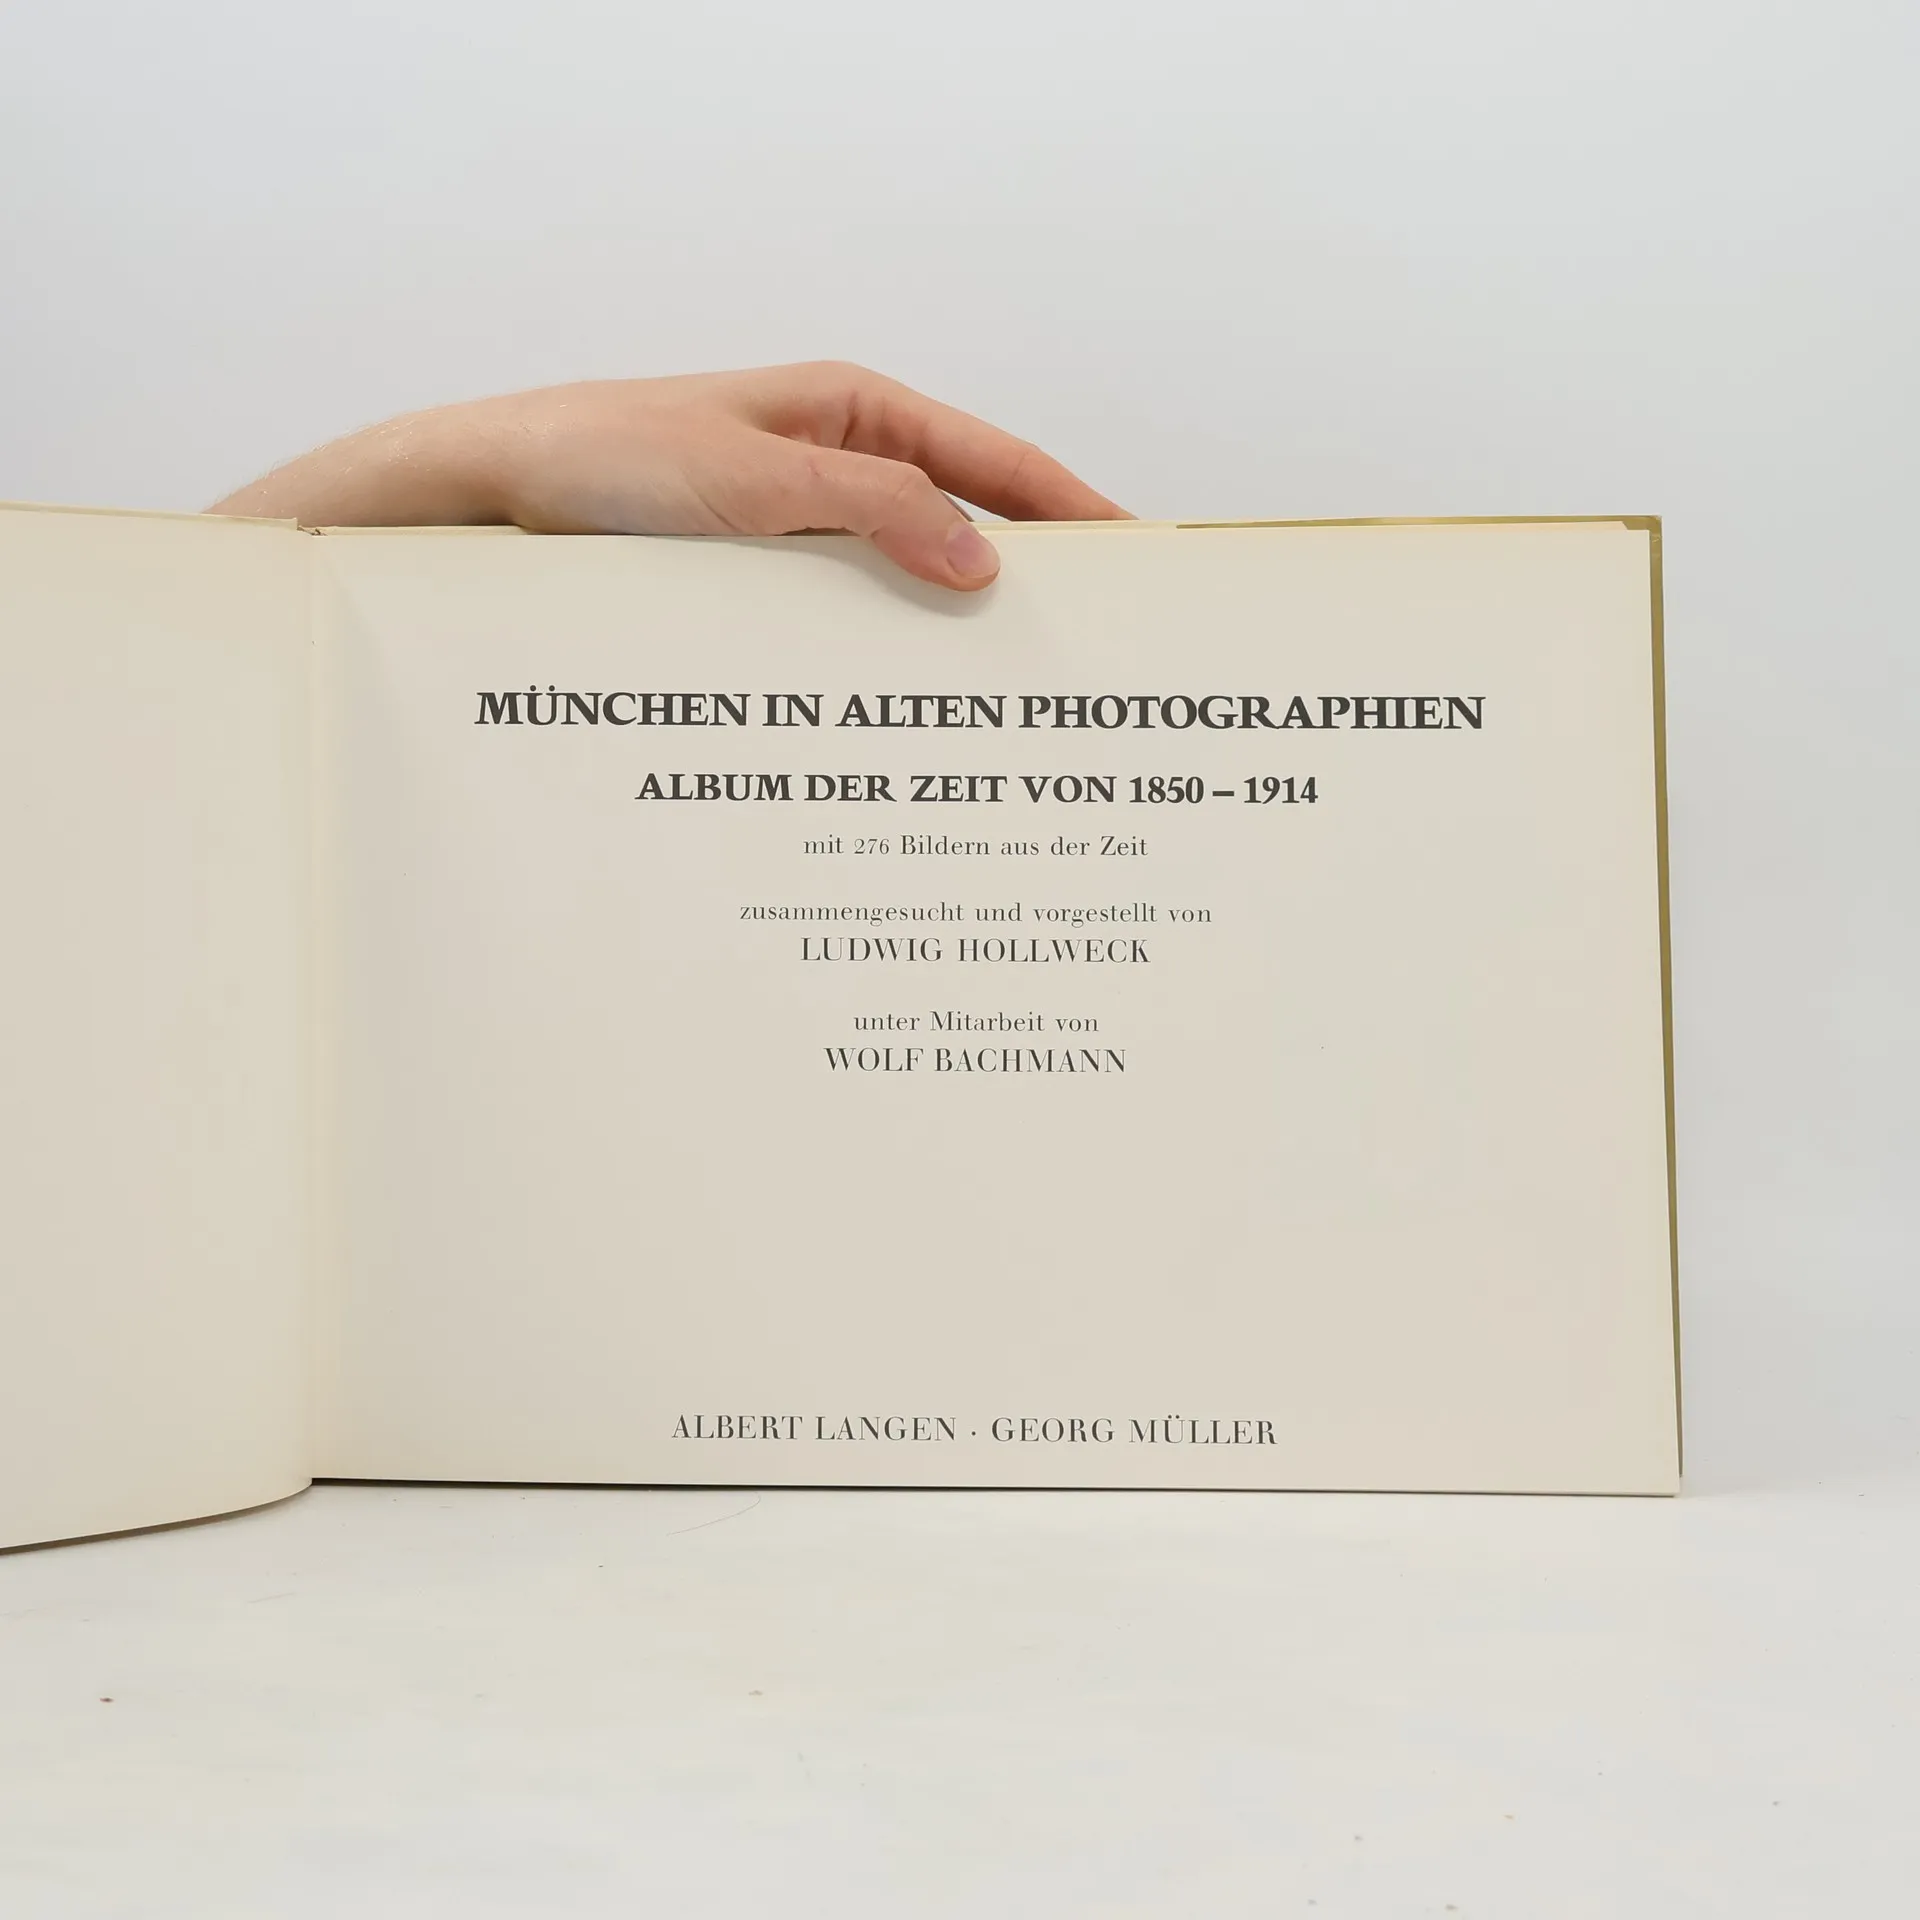 MÜNCHEN IN ALTEN PHOTOGRAPHIEN
ALBUM DER ZEIT VON 1850 – 1914
mit 276 Bildern aus der Zeit
zusammengesucht und vorgestellt von
LUDWIG HOLLWECK
unter Mitarbeit von
WOLF BACHMANN
ALBERT LANGEN · GEORG MÜLLER